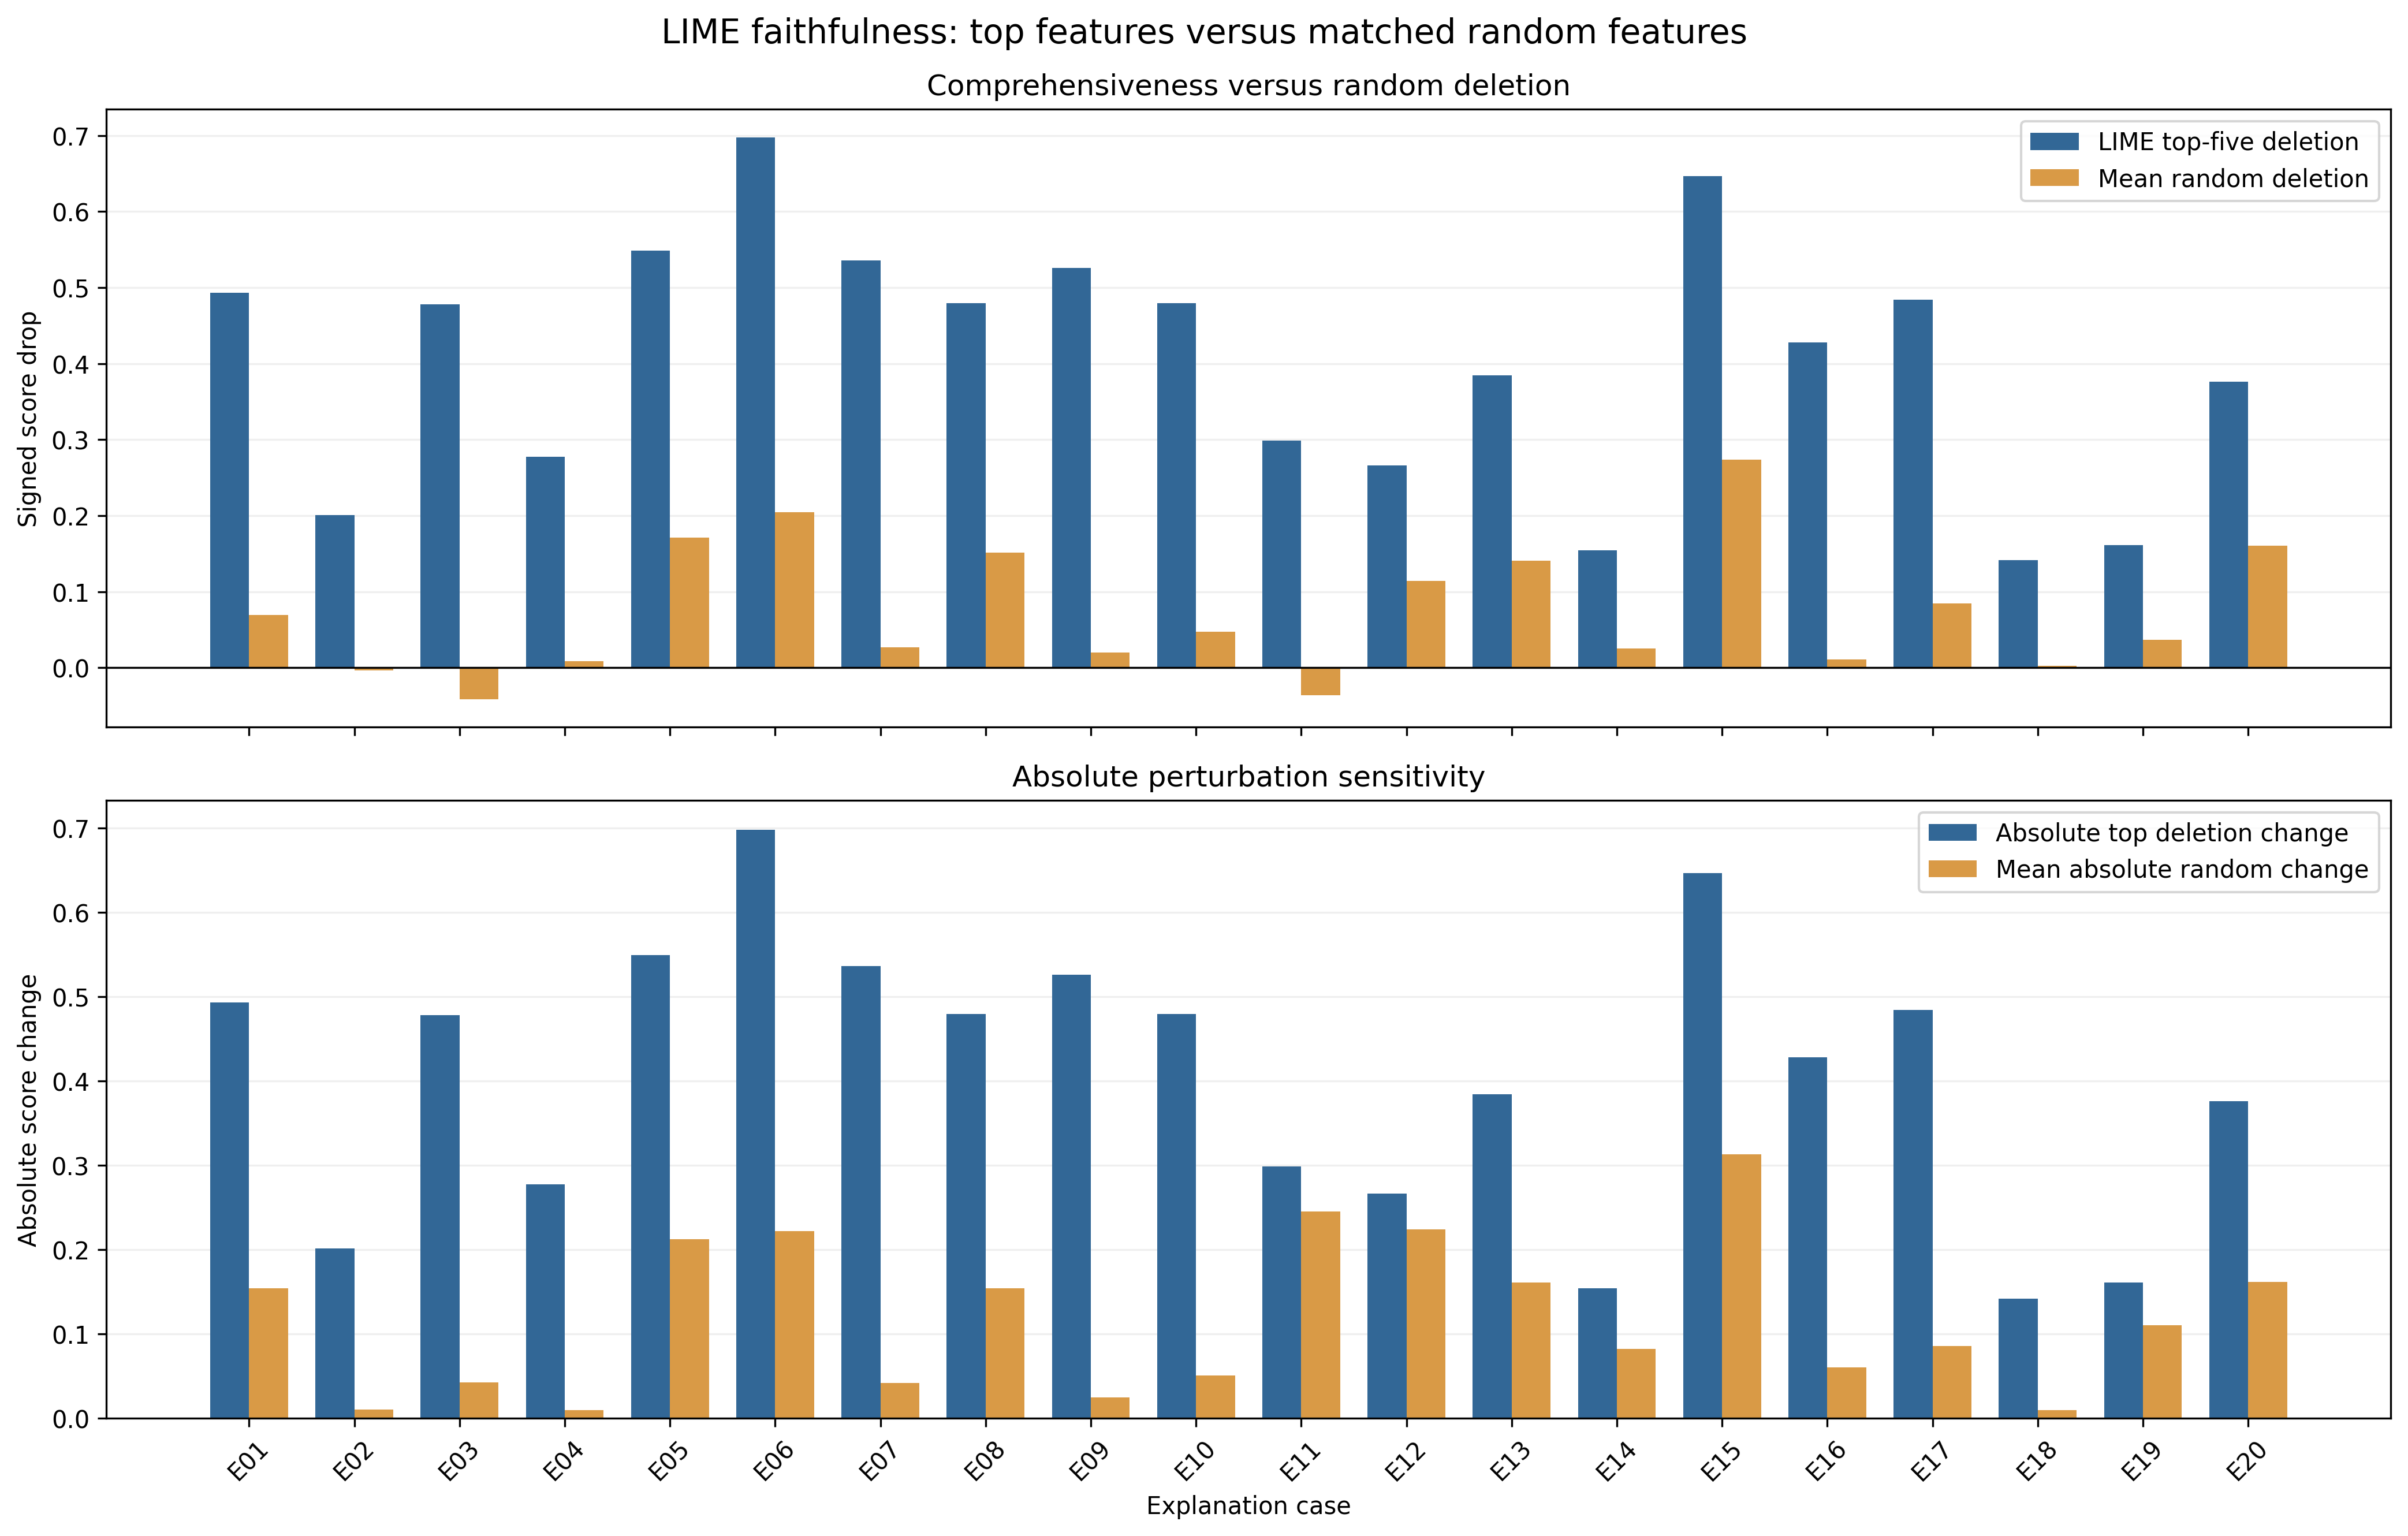 LIME faithfulness: top features versus matched random features
Comprehensiveness versus random deletion
Signed score drop
0.7
0.6
0.5
0.4
0.3
0.2
0.1
0.0
LIME top-five deletion
Mean random deletion
Absolute perturbation sensitivity
Absolute score change
0.7
0.6
0.5
0.4
0.3
0.2
0.1
0.0
Absolute top deletion change
Mean absolute random change
E01 E02 E03 E04 E05 E06 E07 E08 E09 E10 E11 E12 E13 E14 E15 E16 E17 E18 E19 E20
Explanation case